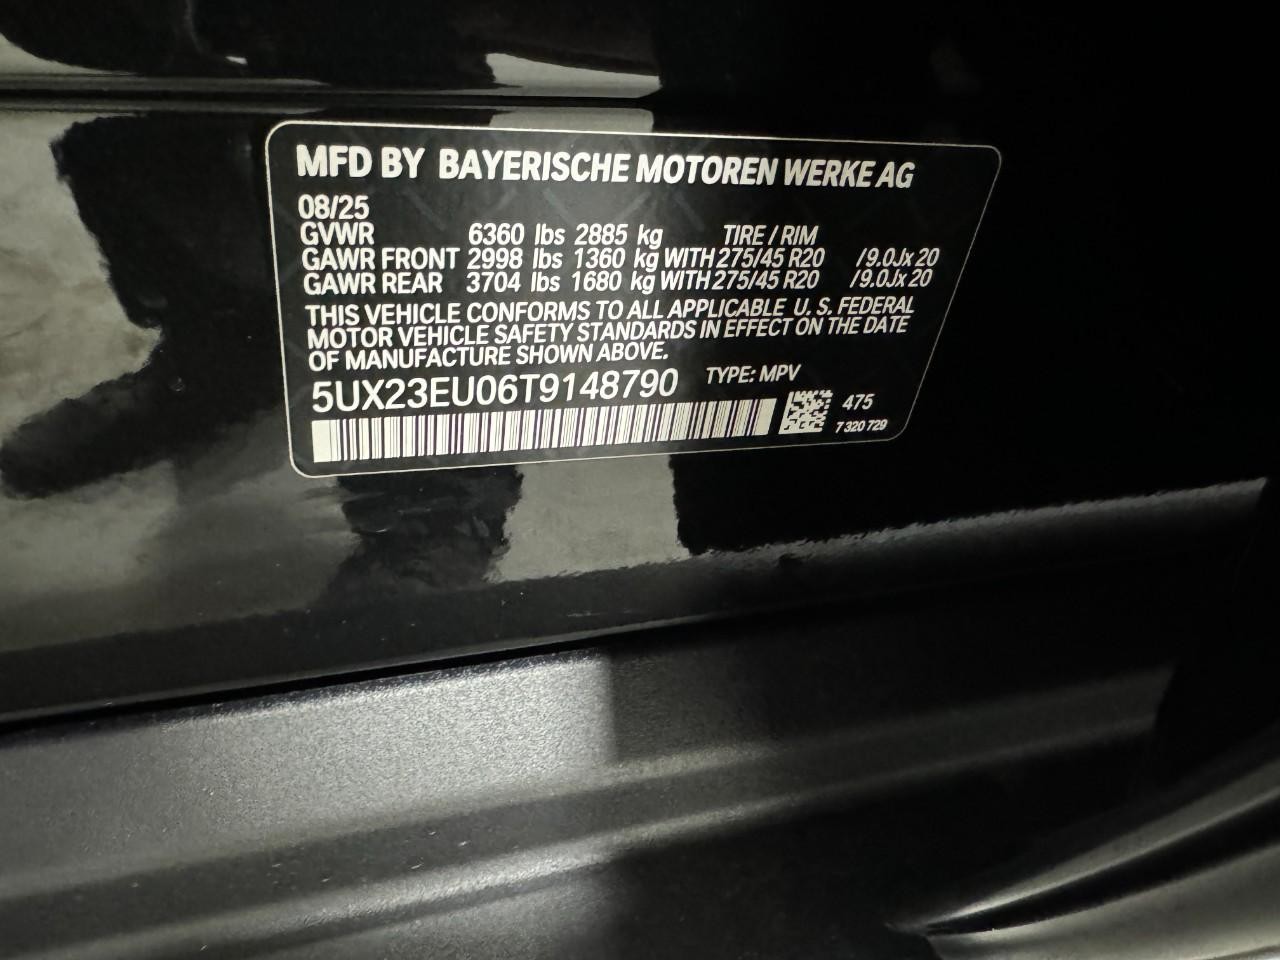 MFD BY BAYERISCHE MOTOREN WERKE AG
08/25
GVWR 6360 lbs 2885 kg TIRE / RIM
GAWR FRONT 2998 lbs 1360 kg WITH 275/45 R20 /9.0Jx 20
GAWR REAR 3704 lbs 1680 kg WITH 275/45 R20 /9.0Jx 20
THIS VEHICLE CONFORMS TO ALL APPLICABLE U. S. FEDERAL
MOTOR VEHICLE SAFETY STANDARDS IN EFFECT ON THE DATE
OF MANUFACTURE SHOWN ABOVE.
5UX23EU06T9148790 TYPE: MPV
475
7 320 729